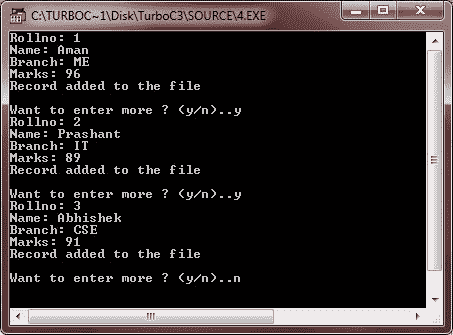 C:\TURBOC~1\Disk\TurboC3\SOURCE\4.EXE
Rollno: 1
Name: Aman
Branch: ME
Marks: 96
Record added to the file
Want to enter more ? (y/n)..y
Rollno: 2
Name: Prashant
Branch: IT
Marks: 89
Record added to the file
Want to enter more ? (y/n)..y
Rollno: 3
Name: Abhishek
Branch: CSE
Marks: 91
Record added to the file
Want to enter more ? (y/n)..n